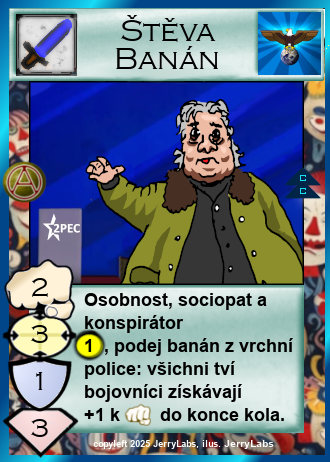 Štěva
Banán
2PEC
2
3
1
3
Osobnost, sociopat a
konspirátor
1, podej banán z vrchní
police: všichni tví
bojovníci získávají
+1 k do konce kola.
copyleft 2025 JerryLabs, ilus. JerryLabs